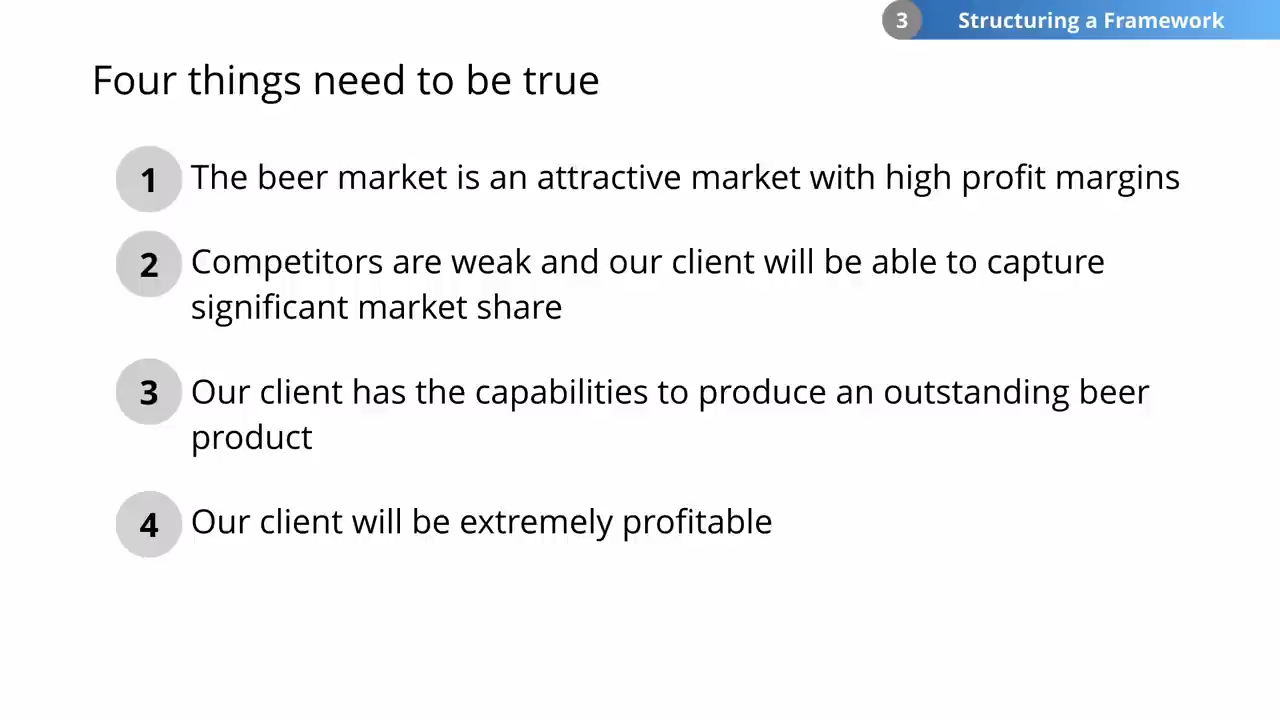 3 Structuring a Framework
Four things need to be true
1 The beer market is an attractive market with high profit margins
2 Competitors are weak and our client will be able to capture
significant market share
3 Our client has the capabilities to produce an outstanding beer
product
4 Our client will be extremely profitable